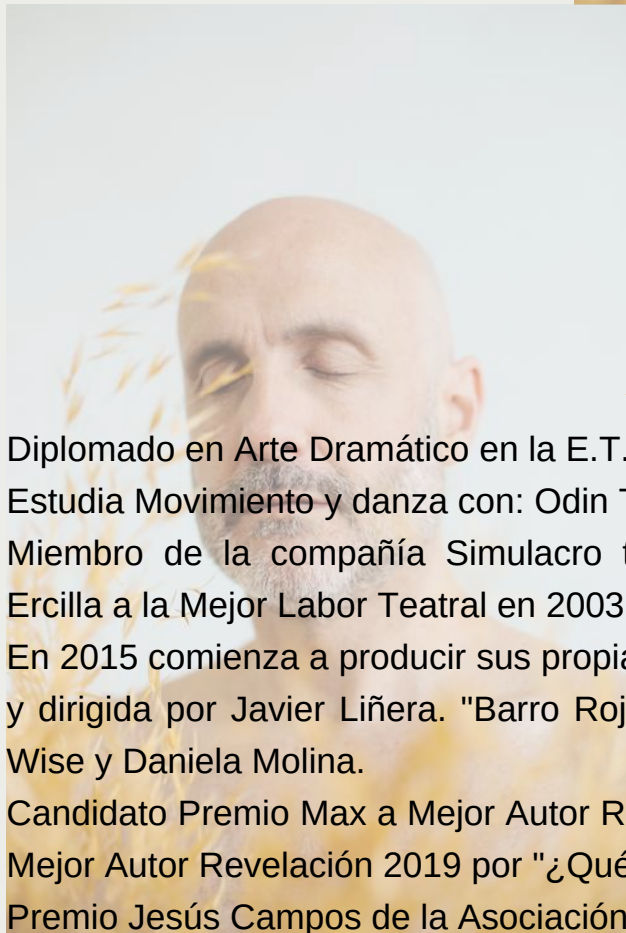 Diplomado en Arte Dramático en la E.T.
Estudia Movimiento y danza con: Odin
Miembro de la compañía Simulacro
Ercilla a la Mejor Labor Teatral en 2003
En 2015 comienza a producir sus propia
y dirigida por Javier Liñera. "Barro Roj
Wise y Daniela Molina.
Candidato Premio Max a Mejor Autor R
Mejor Autor Revelación 2019 por "¿Qué
Premio Jesús Campos de la Asociación